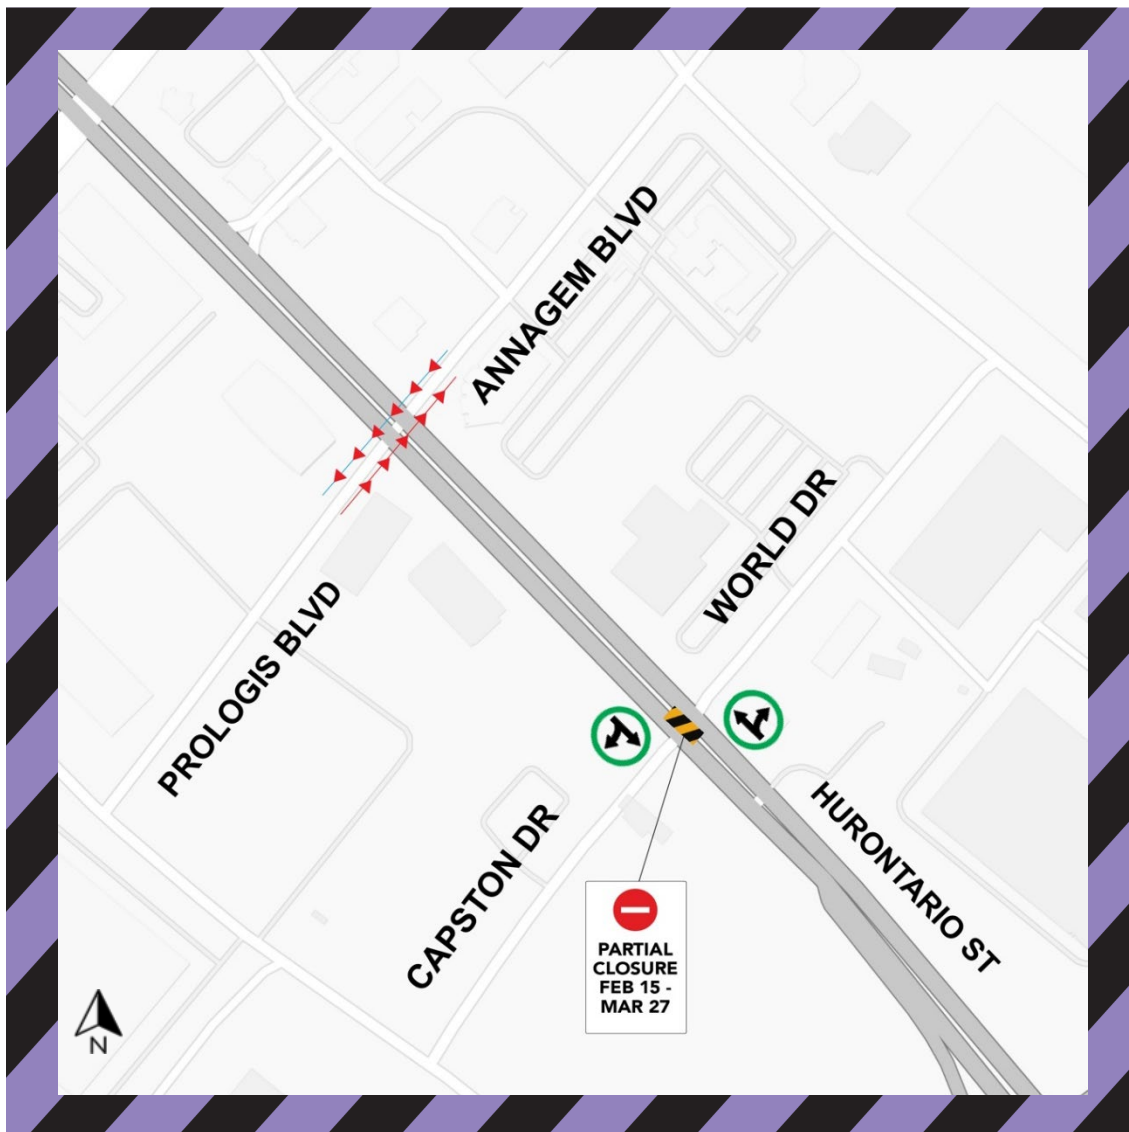 ANNAGEM BLVD
WORLD DR
PROLOGIS BLVD
HURONTARIO ST
CAPSTON DR
PARTIAL
CLOSURE
FEB 15 -
MAR 27
N